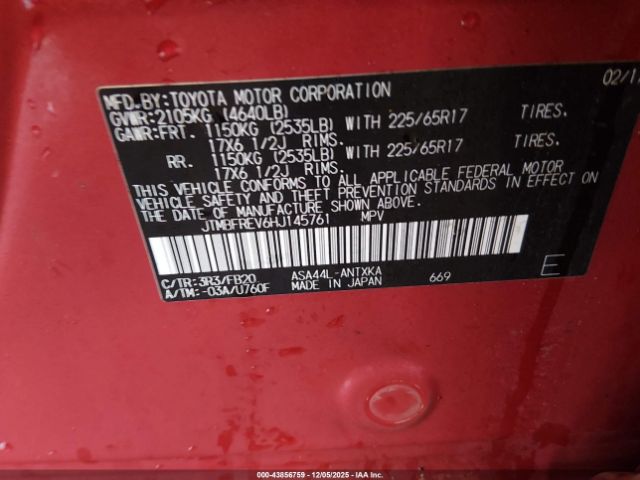 MFD.BY:TOYOTA MOTOR CORPORATION 02/17
GVWR:2105KG (4640LB)
GAWR:FRT. 1150KG (2535LB) WITH 225/65R17 TIRES.
17X6 1/2J RIMS.
RR. 1150KG (2535LB) WITH 225/65R17 TIRES.
17X6 1/2J RIMS.
THIS VEHICLE CONFORMS TO ALL APPLICABLE FEDERAL MOTOR
VEHICLE SAFETY AND THEFT PREVENTION STANDARDS IN EFFECT ON
THE DATE OF MANUFACTURE SHOWN ABOVE.
JTMBFREV6HJ145761 MPV
C/TR:3R3/FB20 ASA44L-ANTXKA 669 E
A/TM:-03A/U760F MADE IN JAPAN
000-43856759 - 12/05/2025 - IAAI.CA